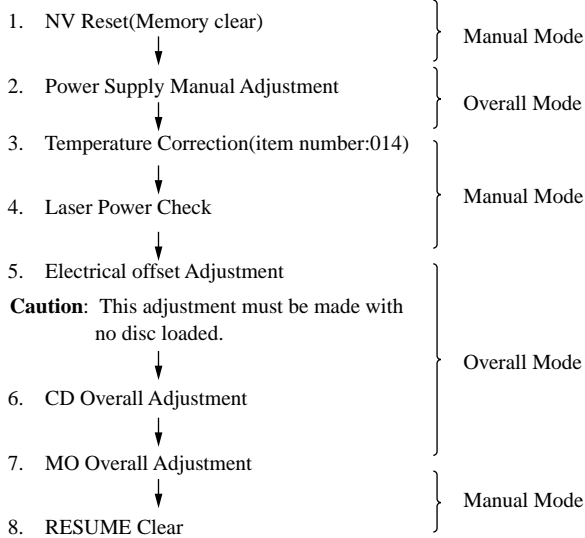 1. NV Reset(Memory clear)
Manual Mode
2. Power Supply Manual Adjustment
Overall Mode
3. Temperature Correction(item number:014)
Manual Mode
4. Laser Power Check
5. Electrical offset Adjustment
Caution: This adjustment must be made with
no disc loaded.
Overall Mode
6. CD Overall Adjustment
7. MO Overall Adjustment
Manual Mode
8. RESUME Clear